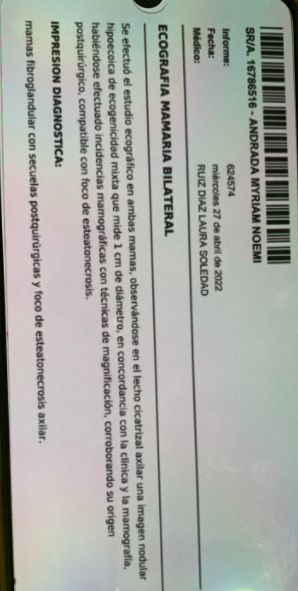 SR/A. 16786516 - ANDRADA MYRIAM NOEMI
Informe: 624574
Fecha: miércoles 27 de abril de 2022
Médico: RUIZ DIAZ LAURA SOLEDAD
ECOGRAFIA MAMARIA BILATERAL
Se efectuó el estudio ecográfico en ambas mamas, observándose en el lecho cicatrizal axilar una imagen nodular
hipoecoica de ecogenicidad mixta que mide 1 cm de diámetro, en concordancia con la clínica y la mamografía,
habiéndose efectuado incidencias mamográficas con técnicas de magnificación, corroborando su origen
postquirúrgico, compatible con foco de esteatonecrosis.
IMPRESION DIAGNOSTICA:
mamas fibroglandular con secuelas postquirúrgicas y foco de esteatonecrosis axilar.